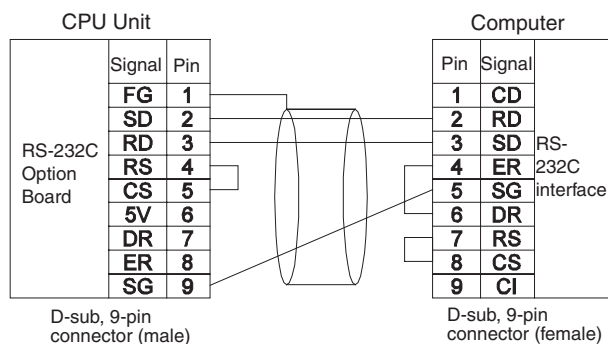 CPU Unit
Computer
Signal Pin
Pin Signal
FG 1
1 CD
SD 2
2 RD
RD 3
3 SD
RS 4
4 ER
CS 5
5 SG
5V 6
6 DR
DR 7
7 RS
ER 8
8 CS
SG 9
9 CI
RS-232C
Option
Board
RS-
232C
interface
D-sub, 9-pin
connector (male)
D-sub, 9-pin
connector (female)